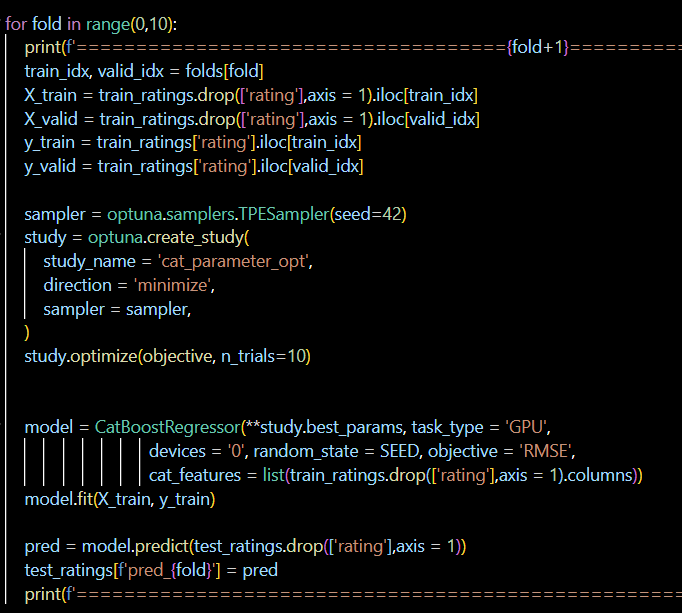 for fold in range(0,10):
print(f'===================================={fold+1}==========
train_idx, valid_idx = folds[fold]
X_train = train_ratings.drop(['rating'],axis = 1).iloc[train_idx]
X_valid = train_ratings.drop(['rating'],axis = 1).iloc[valid_idx]
y_train = train_ratings['rating'].iloc[train_idx]
y_valid = train_ratings['rating'].iloc[valid_idx]
sampler = optuna.samplers.TPESampler(seed=42)
study = optuna.create_study(
study_name = 'cat_parameter_opt',
direction = 'minimize',
sampler = sampler,
)
study.optimize(objective, n_trials=10)
model = CatBoostRegressor(**study.best_params, task_type = 'GPU',
devices = '0', random_state = SEED, objective = 'RMSE',
cat_features = list(train_ratings.drop(['rating'],axis = 1).columns))
model.fit(X_train, y_train)
pred = model.predict(test_ratings.drop(['rating'],axis = 1))
test_ratings[f'pred_{fold}'] = pred
print(f'===================================================